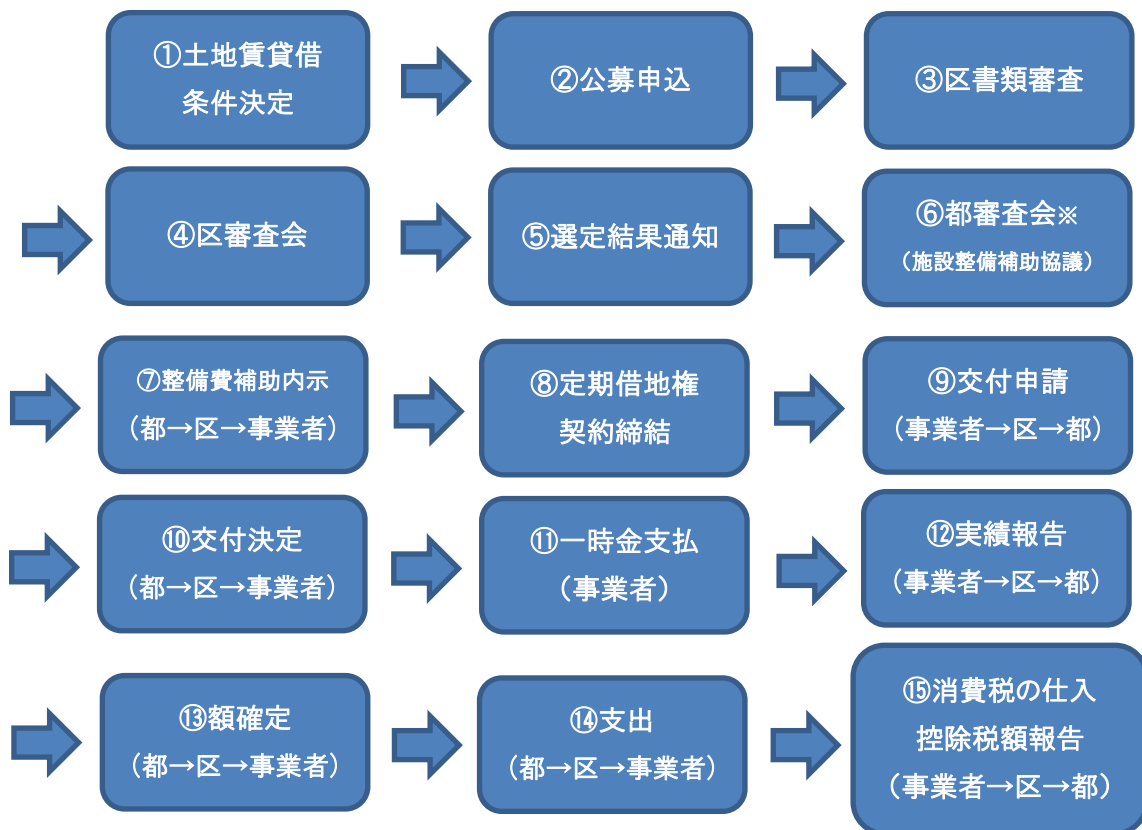 ①土地賃貸借
条件決定
②公募申込
③区書類審査
④区審査会
⑤選定結果通知
⑥都審査会※
（施設整備補助協議）
⑦整備費補助内示
（都→区→事業者）
⑧定期借地権
契約締結
⑨交付申請
（事業者→区→都）
⑩交付決定
（都→区→事業者）
⑪一時金支払
（事業者）
⑫実績報告
（事業者→区→都）
⑬額確定
（都→区→事業者）
⑭支出
（都→区→事業者）
⑮消費税の仕入
控除税額報告
（事業者→区→都）